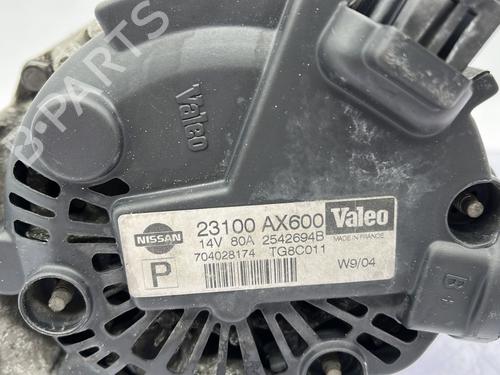 B-PARTS
Valeo
NISSAN
23100 AX600 Valeo
14V 80A 2542694B MADE IN FRANCE
P
704028174 TG8C011
W9/04
B+